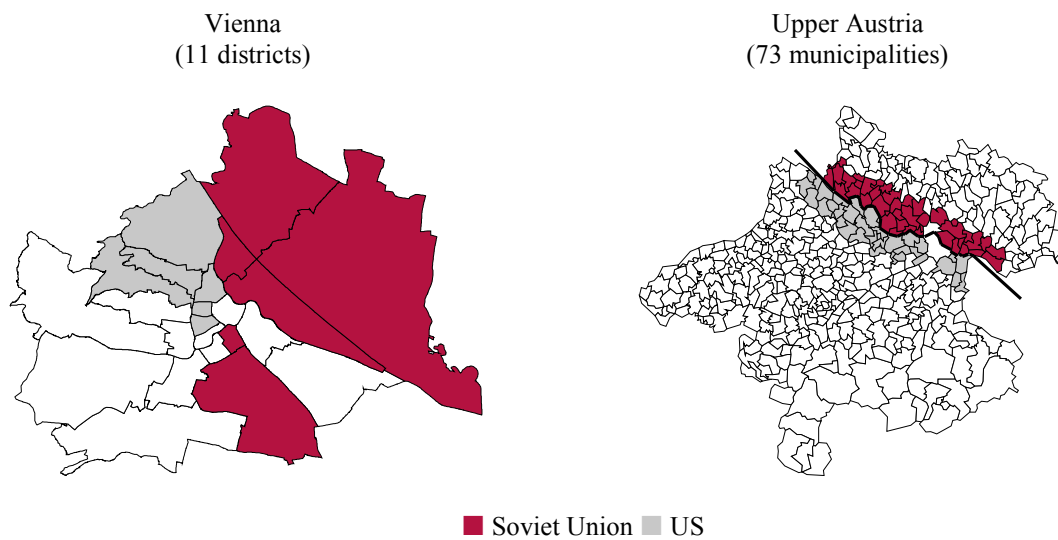 Vienna
(11 districts)
Upper Austria
(73 municipalities)
Soviet Union US